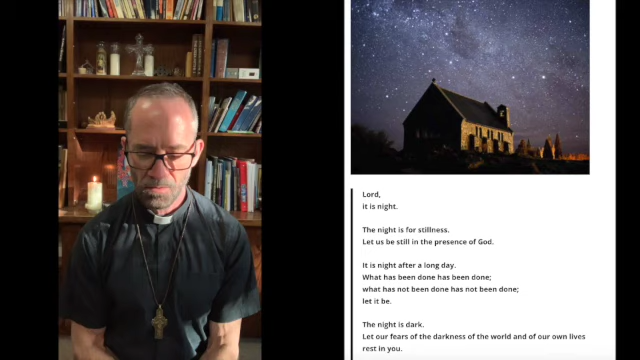 Lord,
it is night.
The night is for stillness.
Let us be still in the presence of God.
It is night after a long day.
What has been done has been done;
what has not been done has not been done;
let it be.
The night is dark.
Let our fears of the darkness of the world and of our own lives
rest in you.